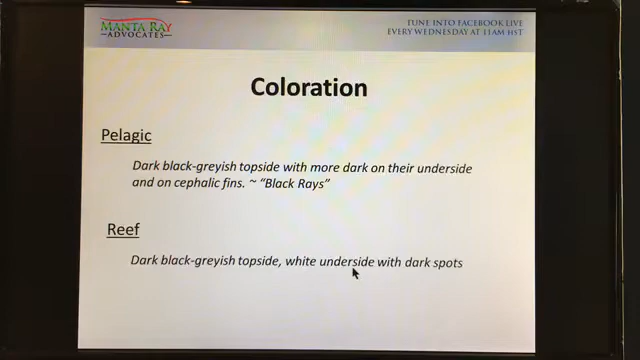 MANTA RAY
ADVOCATES
TUNE INTO FACEBOOK LIVE
EVERY WEDNESDAY AT 11AM HST
Coloration
Pelagic
Dark black-greyish topside with more dark on their underside
and on cephalic fins. ~ “Black Rays”
Reef
Dark black-greyish topside, white underside with dark spots